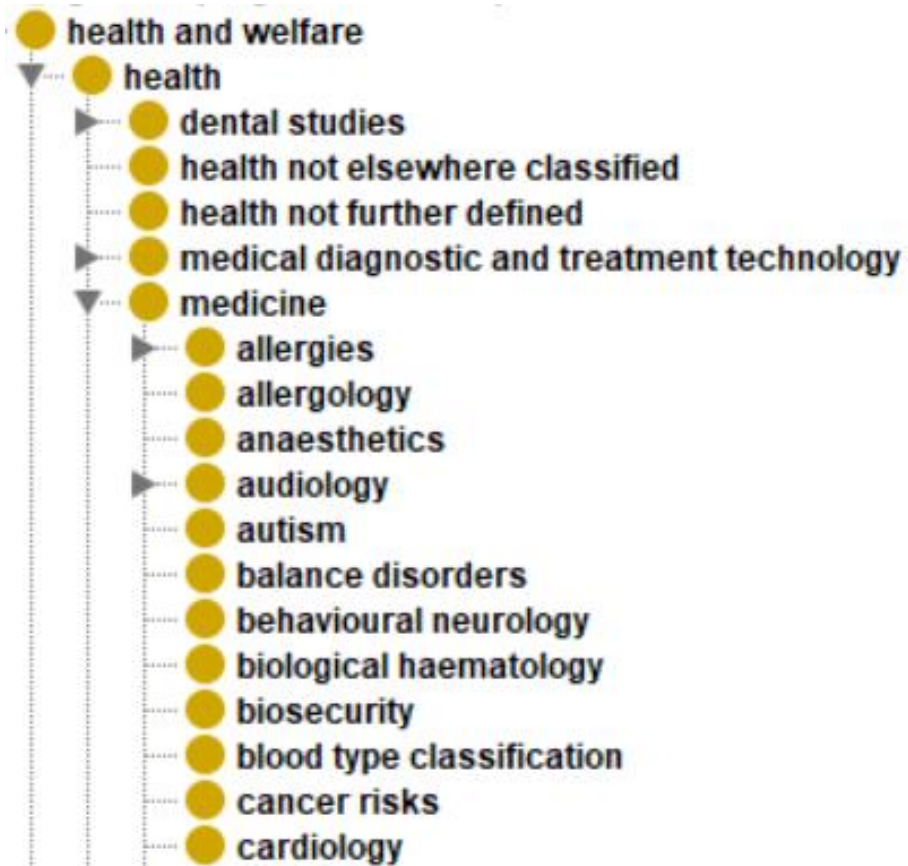 health and welfare
health
dental studies
health not elsewhere classified
health not further defined
medical diagnostic and treatment technology
medicine
allergies
allergology
anaesthetics
audiology
autism
balance disorders
behavioural neurology
biological haematology
biosecurity
blood type classification
cancer risks
cardiology